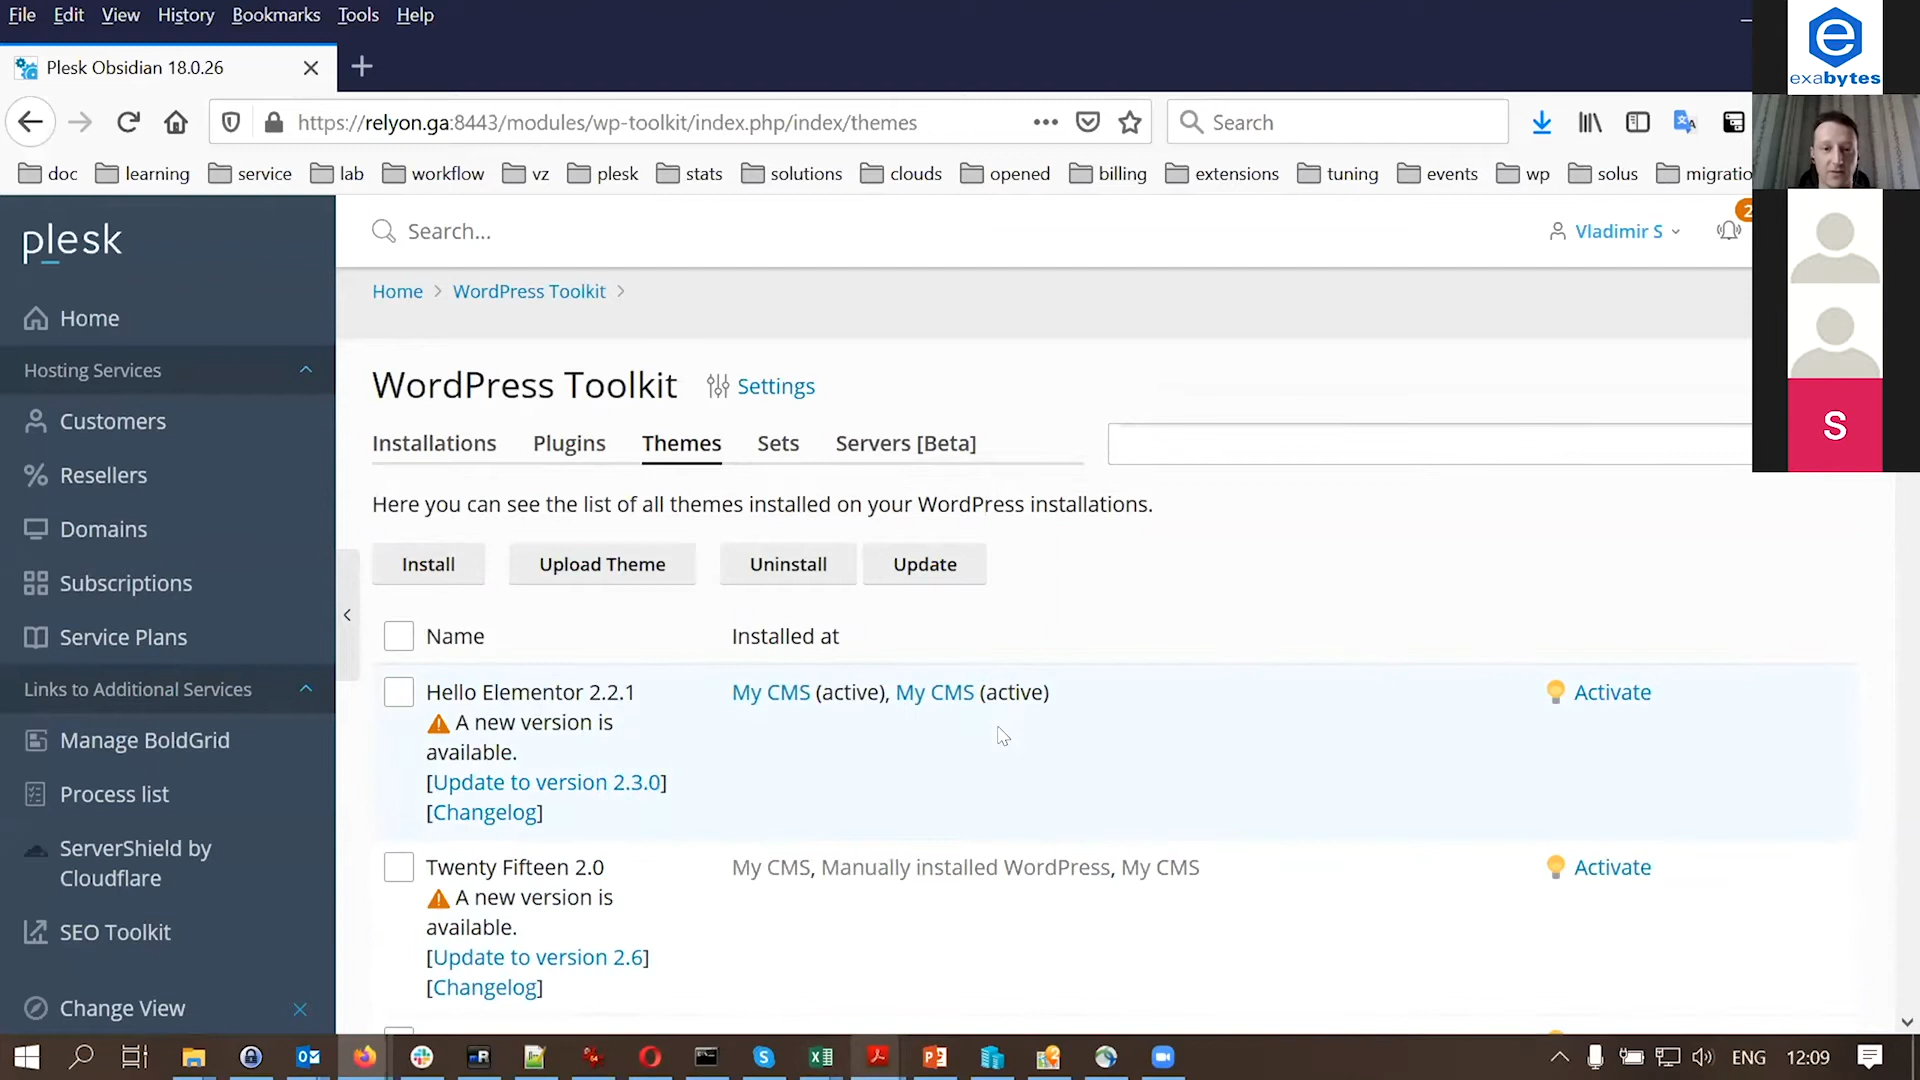 File Edit View History Bookmarks Tools Help
Plesk Obsidian 18.0.26
https://relyon.ga:8443/modules/wp-toolkit/index.php/index/themes
Search
doc learning service lab workflow vz plesk stats solutions clouds opened billing extensions tuning events wp solus migratio
exabytes
S
plesk
Search...
Vladimir S
2
Home
Hosting Services
Customers
Resellers
Domains
Subscriptions
Service Plans
Links to Additional Services
Manage BoldGrid
Process list
ServerShield by
Cloudflare
SEO Toolkit
Change View
Home > WordPress Toolkit >
WordPress Toolkit Settings
Installations Plugins Themes Sets Servers [Beta]
Here you can see the list of all themes installed on your WordPress installations.
Install Upload Theme Uninstall Update
Name Installed at
Hello Elementor 2.2.1 My CMS (active), My CMS (active) Activate
A new version is
available.
[Update to version 2.3.0]
[Changelog]
Twenty Fifteen 2.0 My CMS, Manually installed WordPress, My CMS Activate
A new version is
available.
[Update to version 2.6]
[Changelog]
ENG 12:09